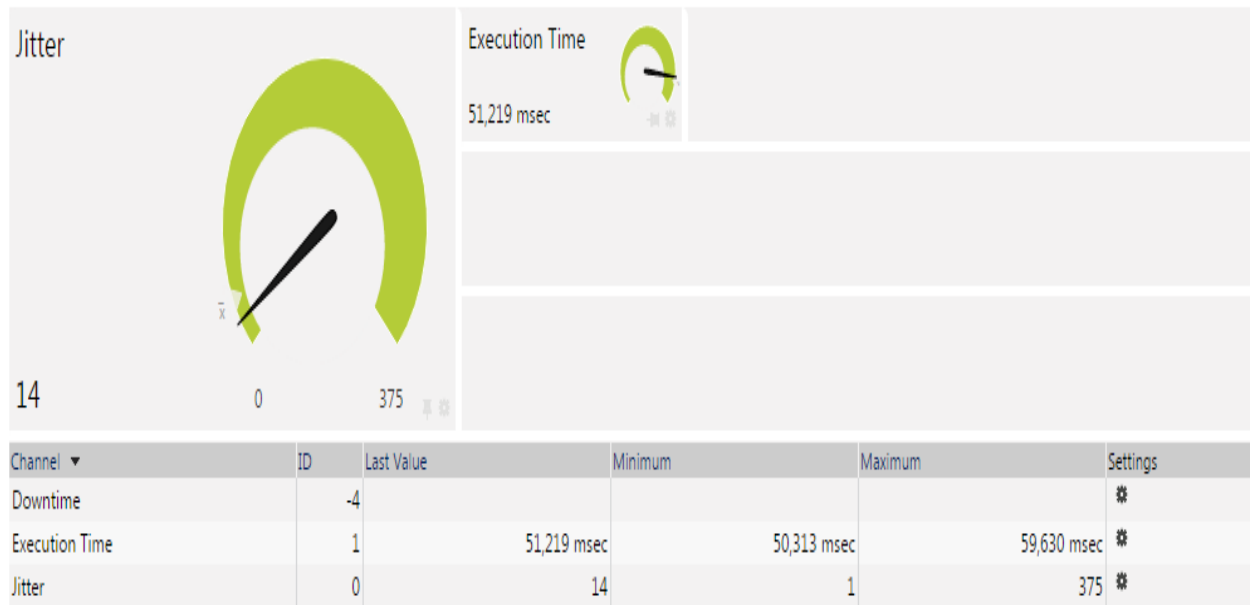 Jitter
14
0 375
x
Execution Time
51,219 msec
Channel ID Last Value Minimum Maximum Settings
Downtime -4
Execution Time 1 51,219 msec 50,313 msec 59,630 msec
Jitter 0 14 1 375